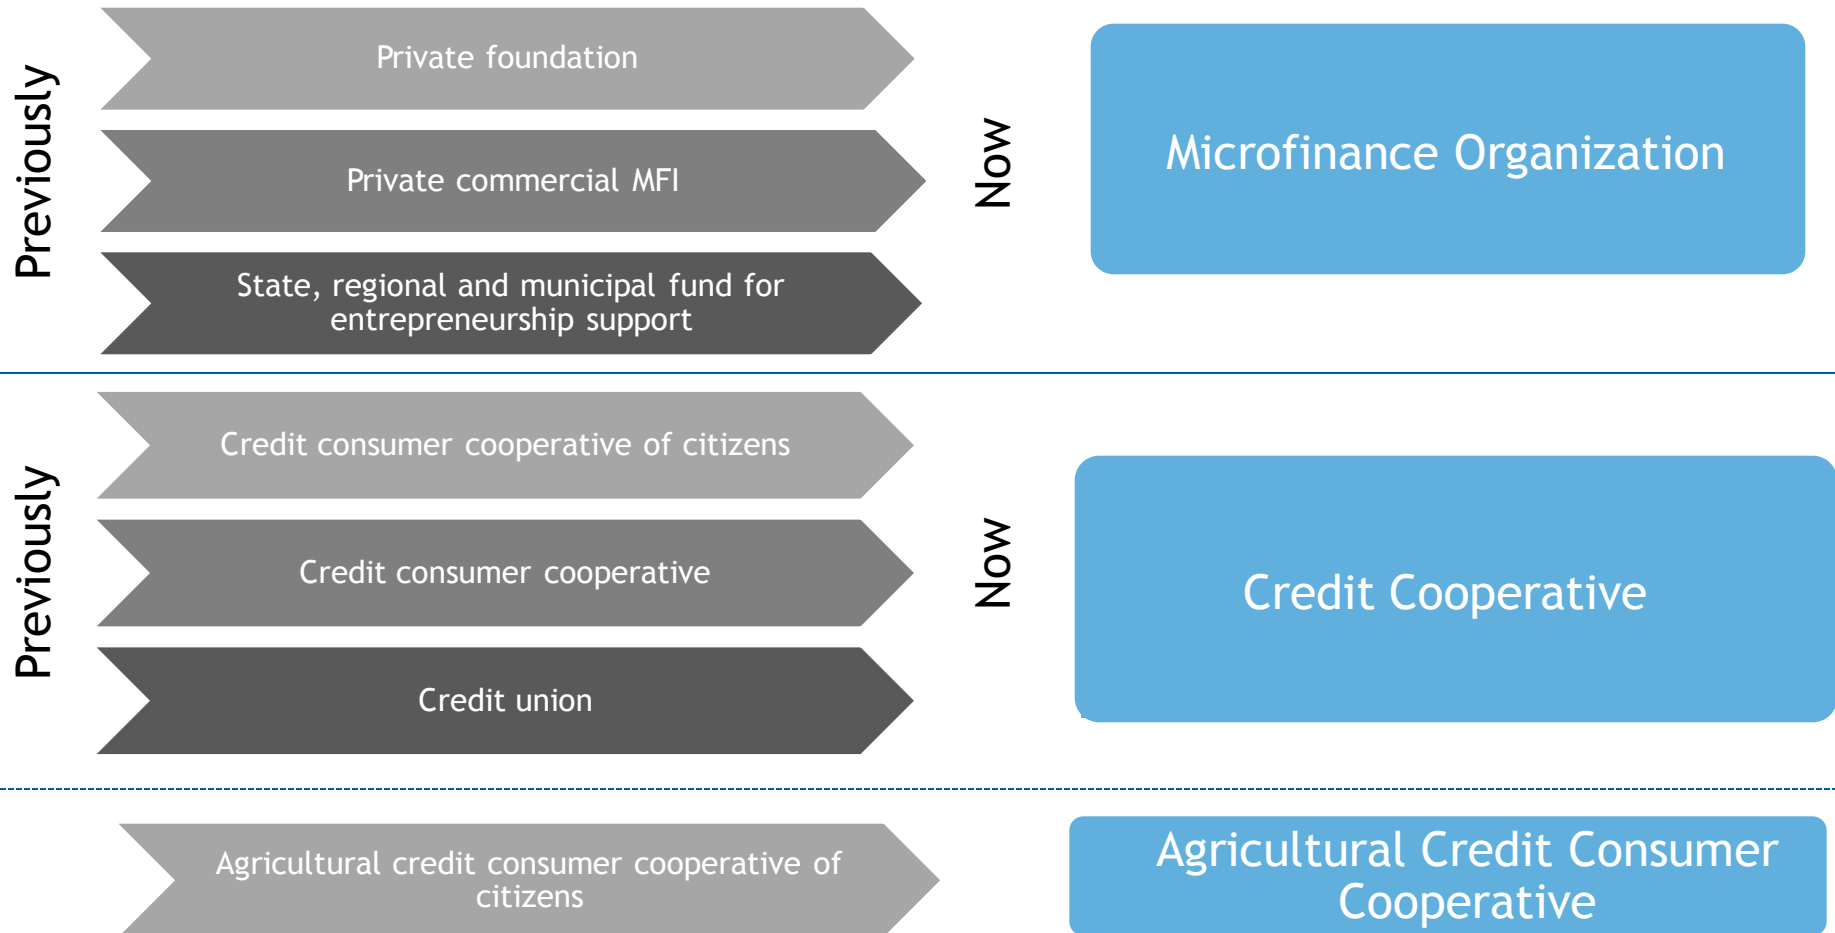 Previously
Private foundation
Private commercial MFI
State, regional and municipal fund for
entrepreneurship support
Now
Microfinance Organization
Previously
Credit consumer cooperative of citizens
Credit consumer cooperative
Credit union
Now
Credit Cooperative
Agricultural credit consumer cooperative of
citizens
Agricultural Credit Consumer
Cooperative